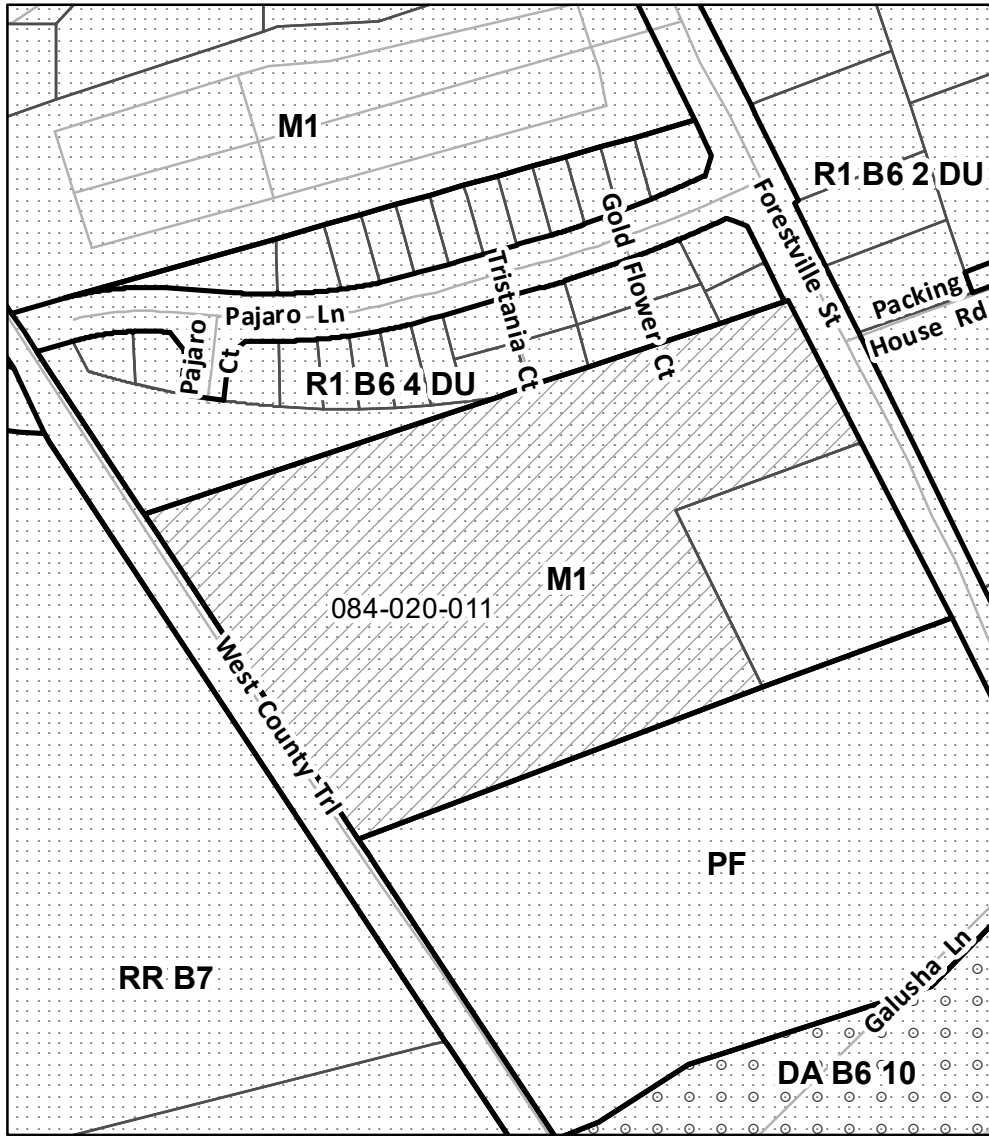 M1
R1 B6 2 DU
Forestville St
Gold Flower Ct
Tristania Ct
Packing
House Rd
Pajaro Ln
Pajaro
Ct
R1 B6 4 DU
M1
084-020-011
West County Trl
PF
Galusha Ln
RR B7
DA B6 10